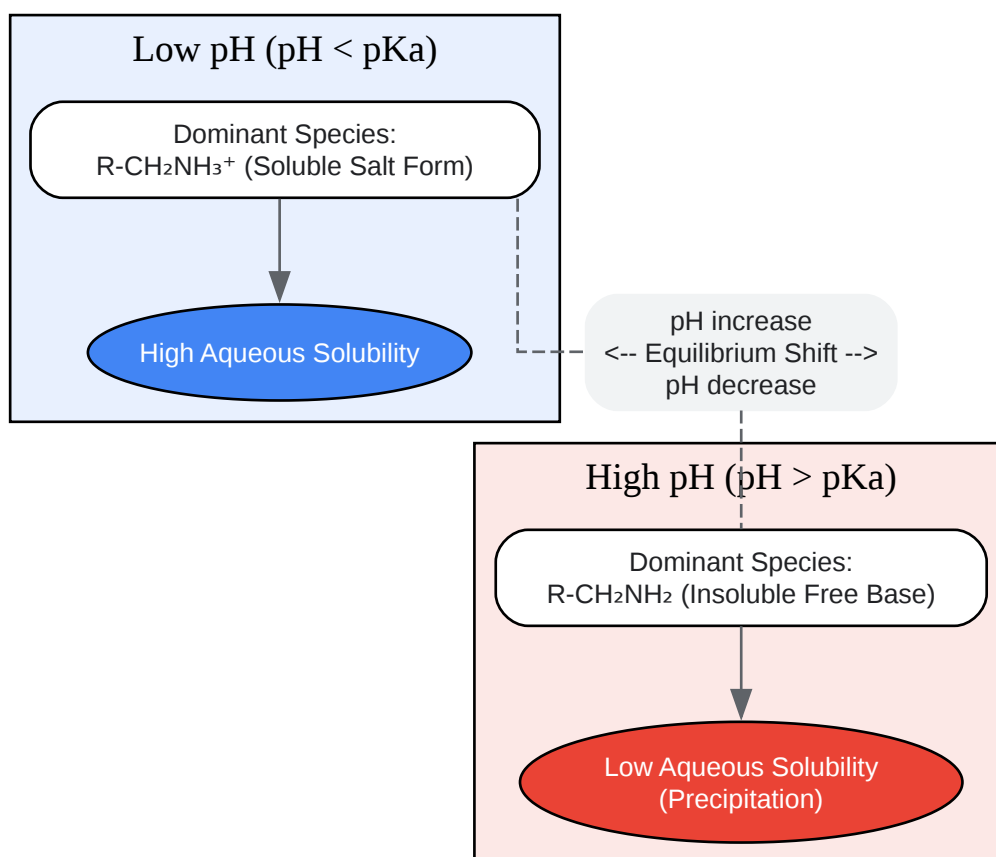 Low pH (pH < pKa)
Dominant Species:
R-CH₂NH₃⁺ (Soluble Salt Form)
High Aqueous Solubility
pH increase
<-- Equilibrium Shift -->
pH decrease
High pH (pH > pKa)
Dominant Species:
R-CH₂NH₂ (Insoluble Free Base)
Low Aqueous Solubility
(Precipitation)